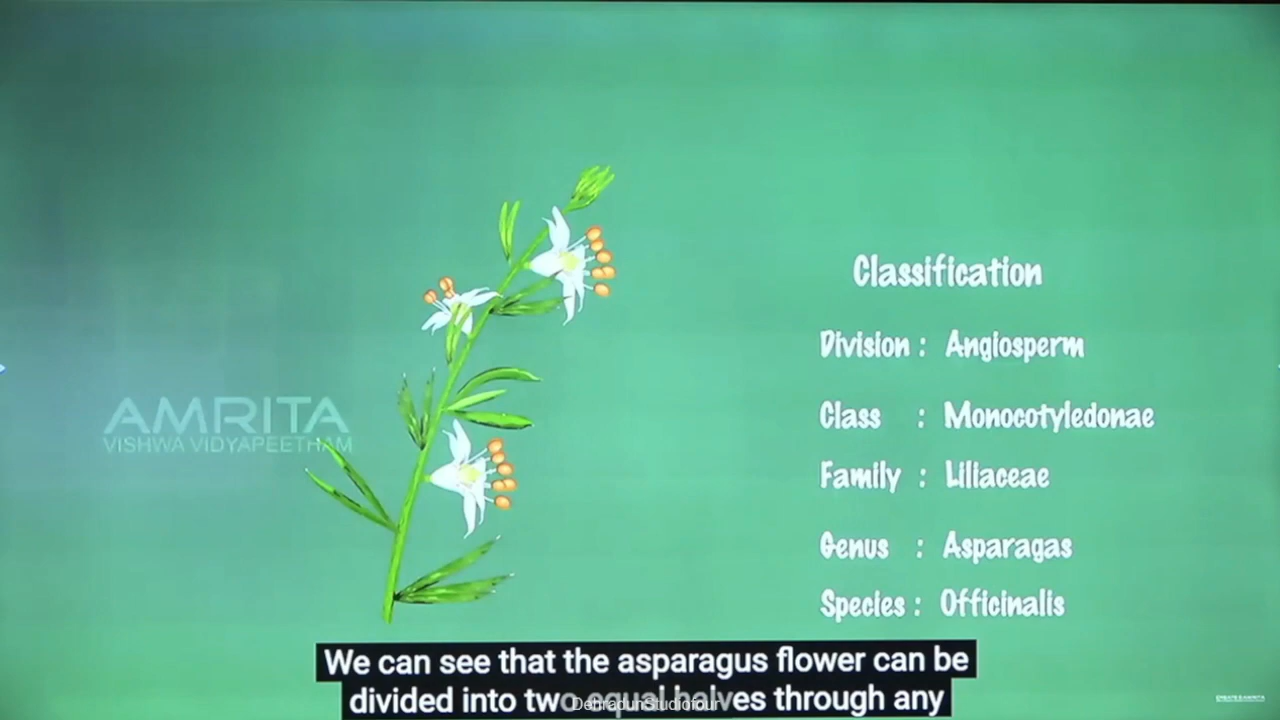 AMRITA
VISHWA VIDYAPEETHAM
Classification
Division : Angiosperm
Class : Monocotyledonae
Family : Liliaceae
Genus : Asparagas
Species : Officinalis
We can see that the asparagus flower can be
divided into two equal halves through any
DehradunStudiofour